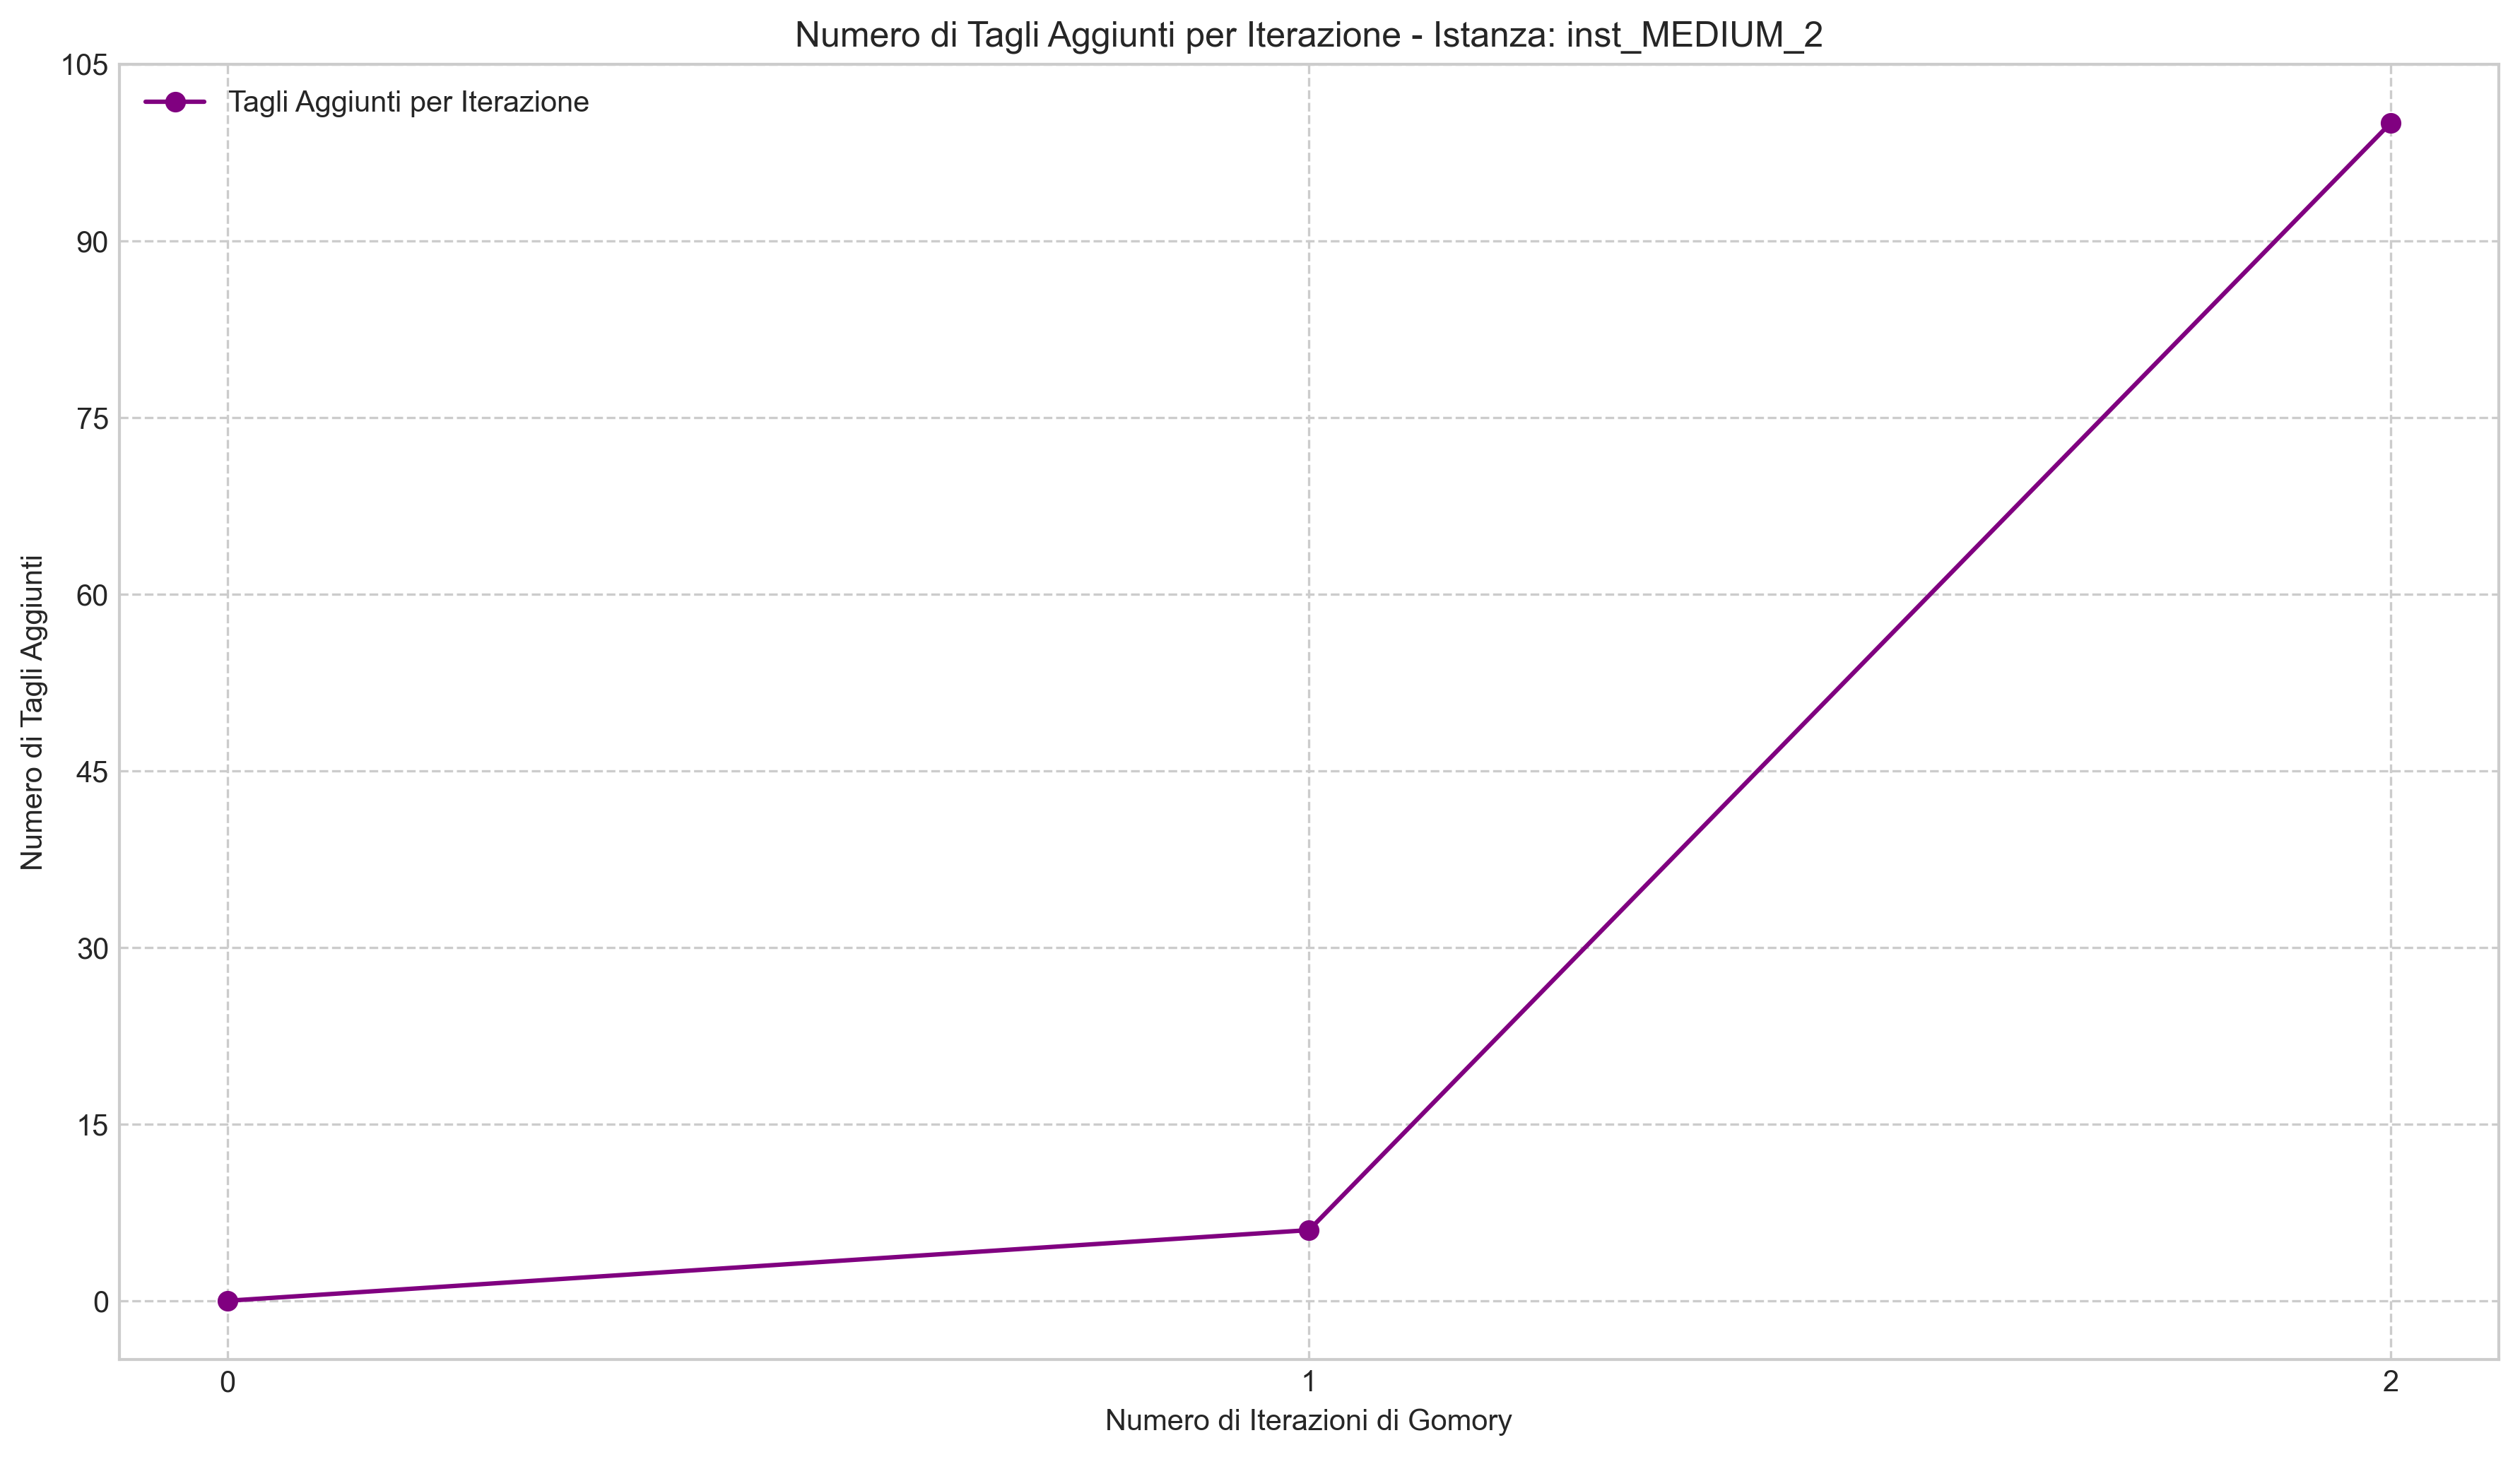 Numero di Tagli Aggiunti per Iterazione - Istanza: inst_MEDIUM_2
Tagli Aggiunti per Iterazione
Numero di Tagli Aggiunti
105
90
75
60
45
30
15
0
0
1
2
Numero di Iterazioni di Gomory